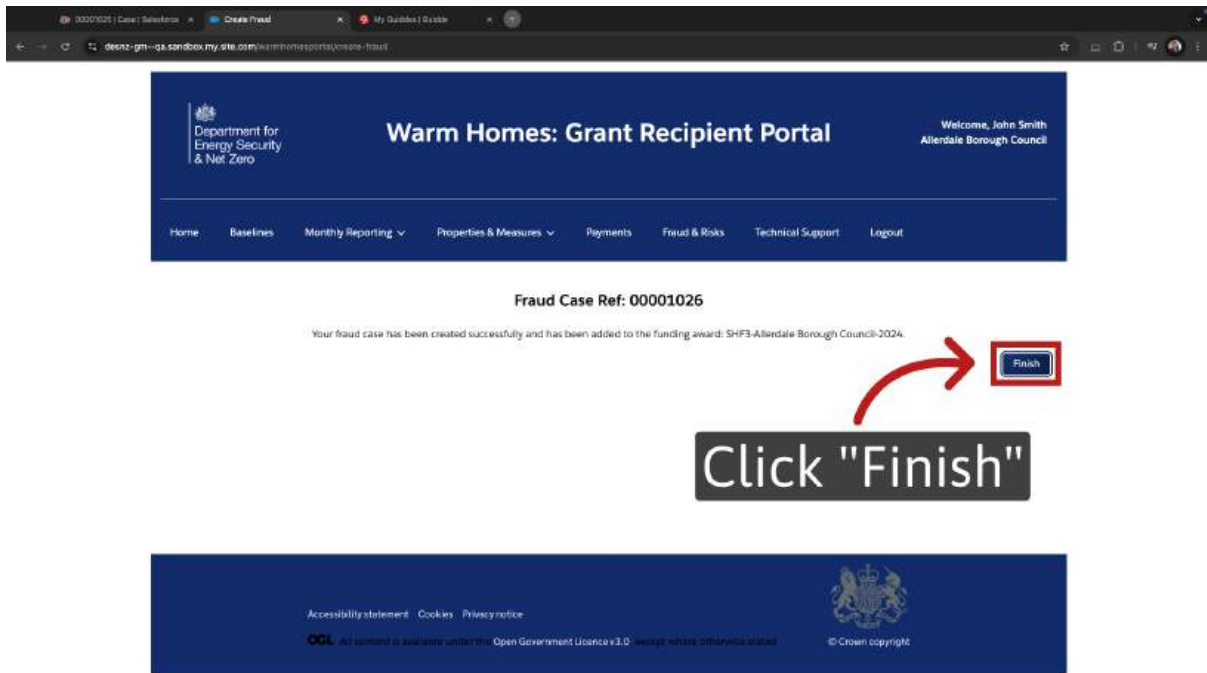 00001025 | Case | Salesforce
Create Fraud
My Guiddes | Guidde
desnz-gm--qa.sandbox.my.site.com/warmhomesportal/create-fraud
Department for
Energy Security
& Net Zero
Warm Homes: Grant Recipient Portal
Welcome, John Smith
Allerdale Borough Council
Home Baselines Monthly Reporting Properties & Measures Payments Fraud & Risks Technical Support Logout
Fraud Case Ref: 00001026
Your fraud case has been created successfully and has been added to the funding award: SHF3-Allerdale Borough Council-2024.
Finish
Click "Finish"
Accessibility statement Cookies Privacy notice
OGL All content is available under the Open Government Licence v3.0, except where otherwise stated
© Crown copyright